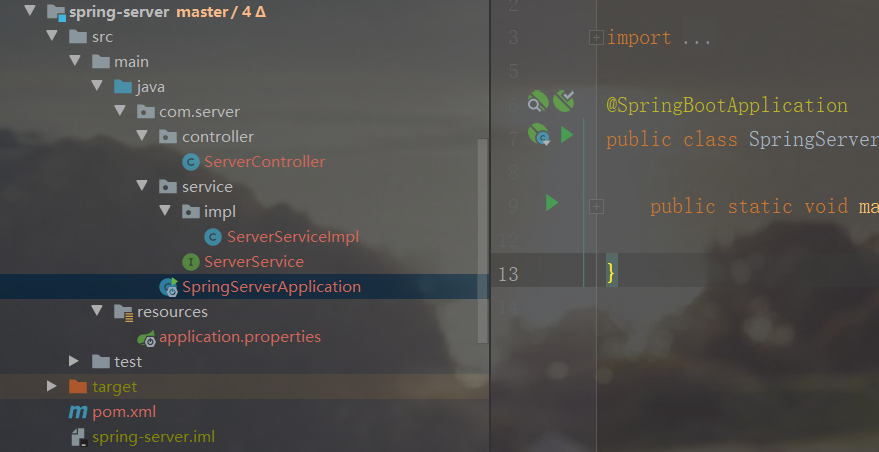 spring-server master / 4 Δ
src
main
java
com.server
controller
ServerController
service
impl
ServerServiceImpl
ServerService
SpringServerApplication
resources
application.properties
test
target
pom.xml
spring-server.iml
2
3 import ...
5
6 @SpringBootApplication
7 public class SpringServer
8
9 public static void ma
13 }